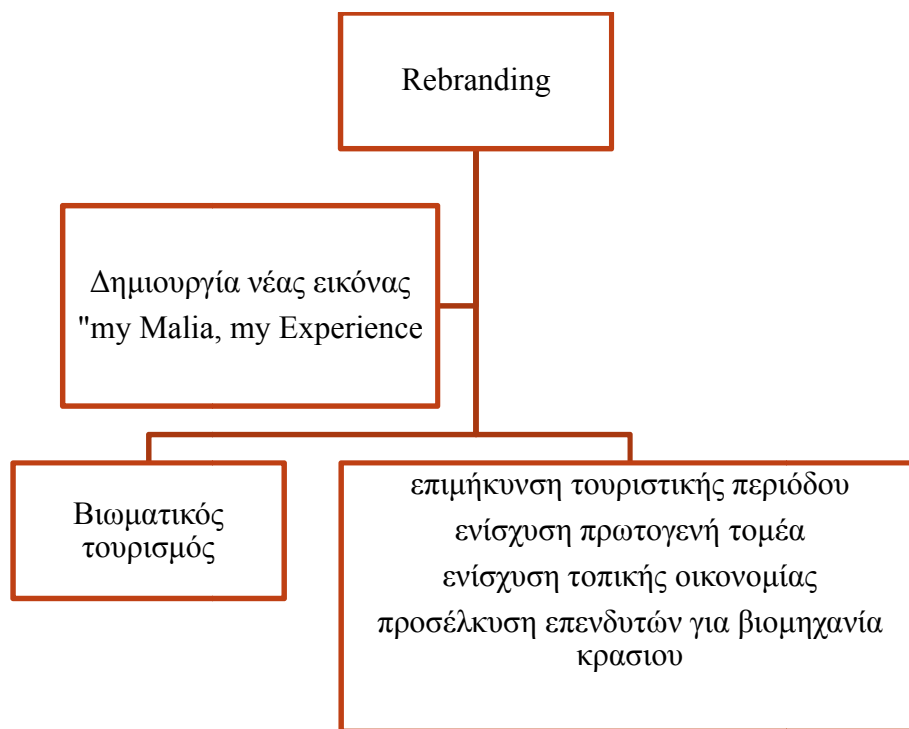 Rebranding
Δημιουργία νέας εικόνας
"my Malia, my Experience
Βιωματικός
τουρισμός
επιμήκυνση τουριστικής περιόδου
ενίσχυση πρωτογενή τομέα
ενίσχυση τοπικής οικονομίας
προσέλκυση επενδυτών για βιομηχανία
κρασιου